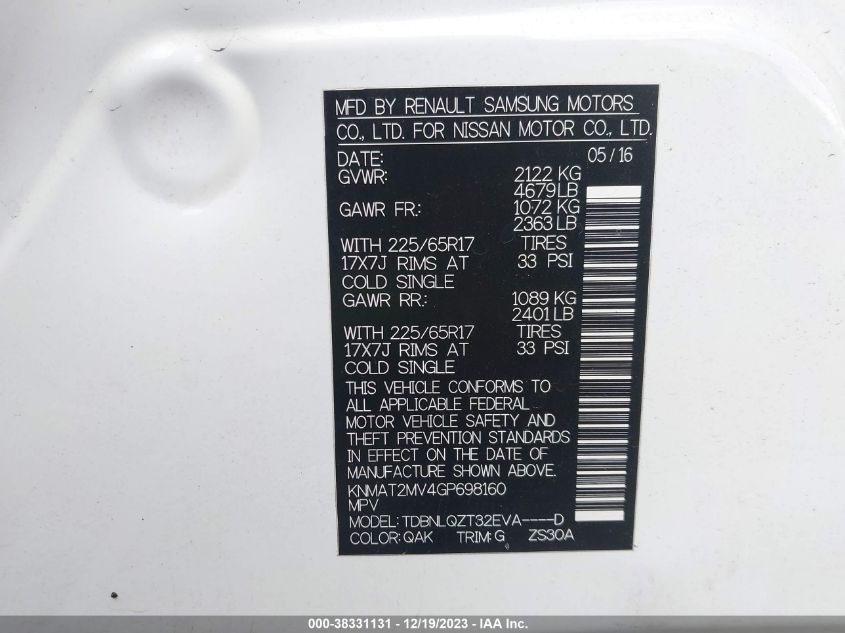 MFD BY RENAULT SAMSUNG MOTORS
CO., LTD. FOR NISSAN MOTOR CO., LTD.
DATE: 05/16
GVWR: 2122 KG
4679 LB
GAWR FR.: 1072 KG
2363 LB
WITH 225/65R17 TIRES
17X7J RIMS AT 33 PSI
COLD SINGLE
GAWR RR.: 1089 KG
2401 LB
WITH 225/65R17 TIRES
17X7J RIMS AT 33 PSI
COLD SINGLE
THIS VEHICLE CONFORMS TO
ALL APPLICABLE FEDERAL
MOTOR VEHICLE SAFETY AND
THEFT PREVENTION STANDARDS
IN EFFECT ON THE DATE OF
MANUFACTURE SHOWN ABOVE.
KNMAT2MV4GP698160
MPV
MODEL: TDBNLQZT32EVA----D
COLOR: QAK TRIM: G ZS30A
000-38331131 - 12/19/2023 - IAA Inc.